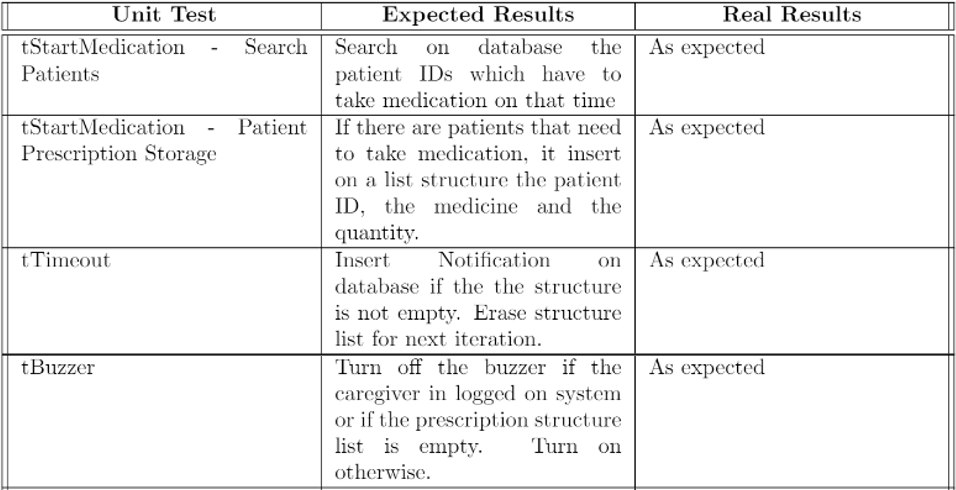 Unit Test Expected Results Real Results
tStartMedication - Search Patients
Search on database the patient IDs which have to take medication on that time
As expected
tStartMedication - Patient Prescription Storage
If there are patients that need to take medication, it insert on a list structure the patient ID, the medicine and the quantity.
As expected
tTimeout
Insert Notification on database if the the structure is not empty. Erase structure list for next iteration.
As expected
tBuzzer
Turn off the buzzer if the caregiver in logged on system or if the prescription structure list is empty. Turn on otherwise.
As expected